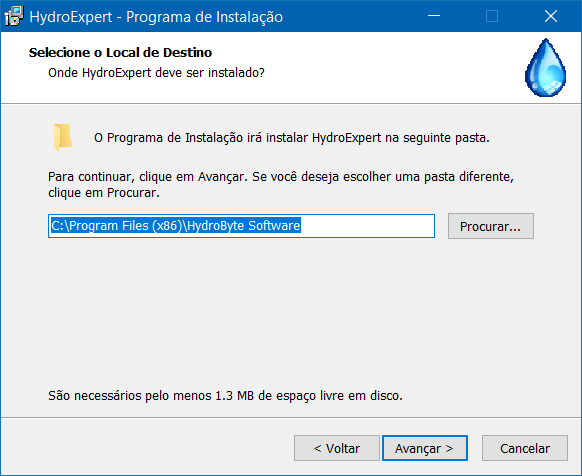 HydroExpert - Programa de Instalação
Selecione o Local de Destino
Onde HydroExpert deve ser instalado?
O Programa de Instalação irá instalar HydroExpert na seguinte pasta.
Para continuar, clique em Avançar. Se você deseja escolher uma pasta diferente,
clique em Procurar.
C:\Program Files (x86)\HydroByte Software
Procurar...
São necessários pelo menos 1.3 MB de espaço livre em disco.
< Voltar
Avançar >
Cancelar